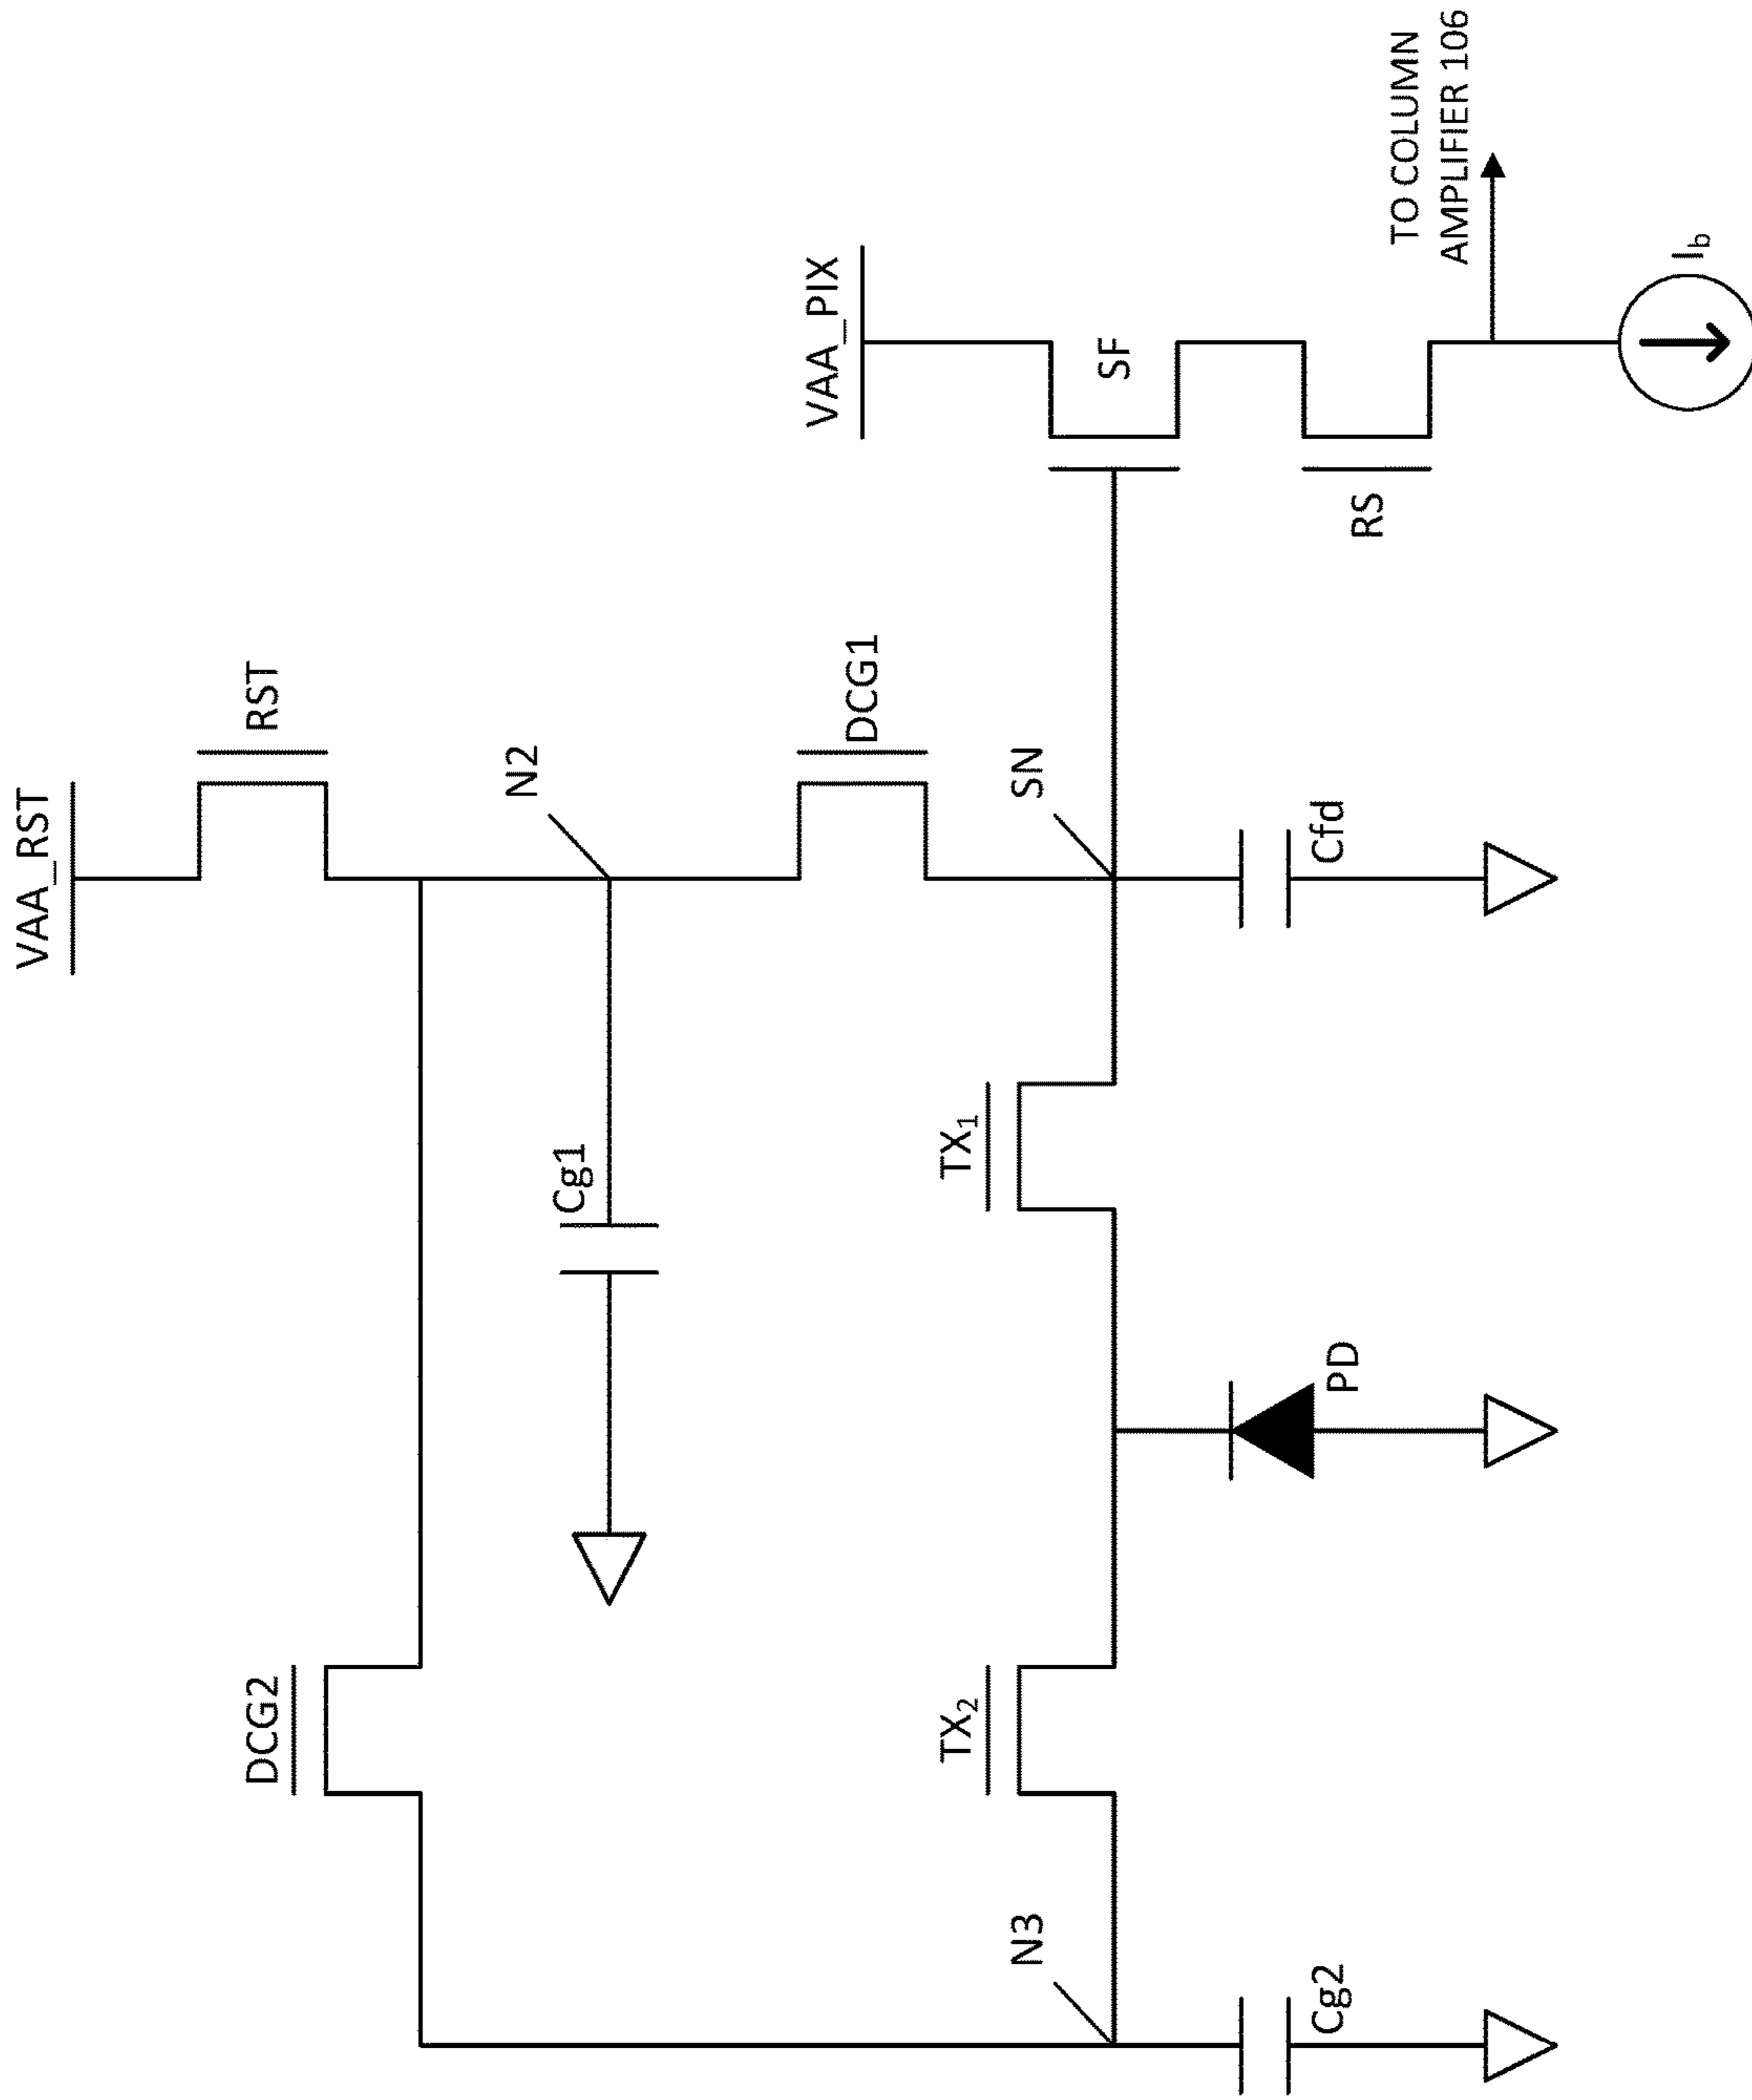 VAA_RST
RST
DCG2
N2
Cg1
DCG1
VAA_PIX
SF
TX₂
TX₁
SN
N3
RS
Cg2
PD
Cfd
TO COLUMN
AMPLIFIER 106
I_b